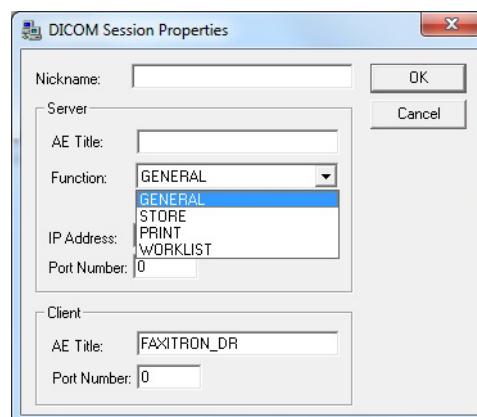 DICOM Session Properties
Nickname:
OK
Server
Cancel
AE Title:
Function: GENERAL
GENERAL
STORE
PRINT
WORKLIST
IP Address:
Port Number: 0
Client
AE Title: FAXITRON_DR
Port Number: 0